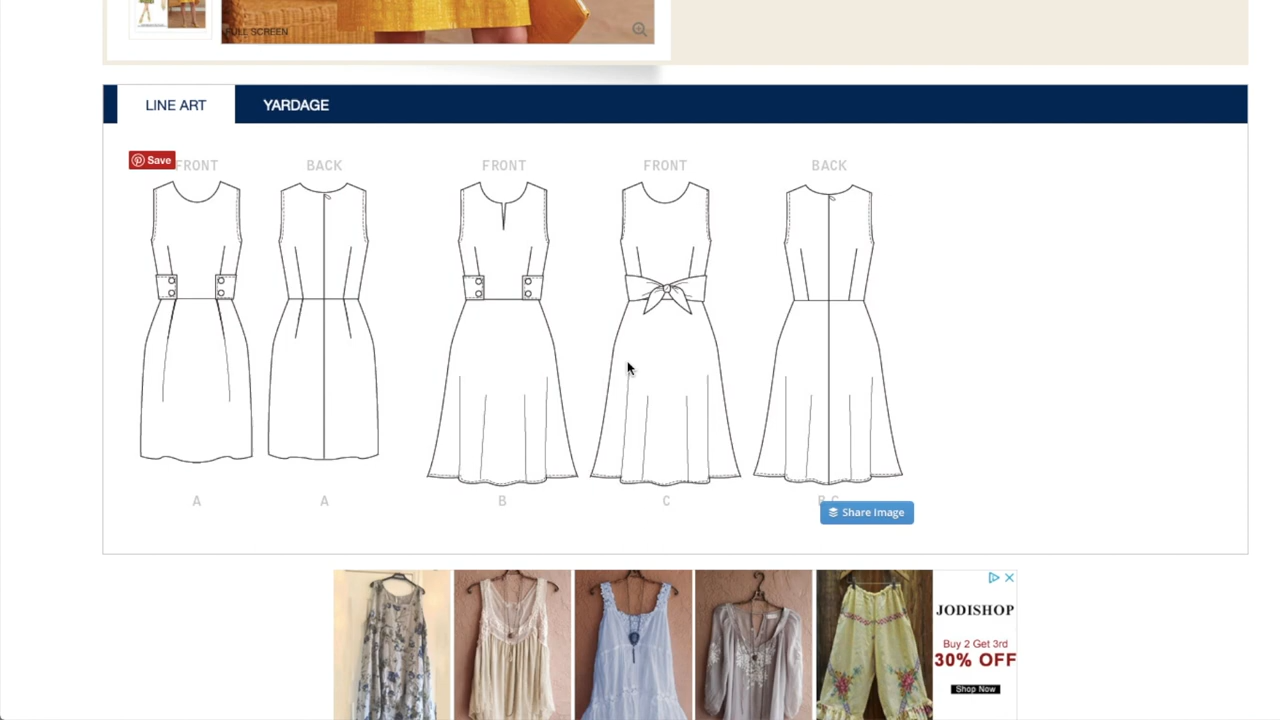 FULL SCREEN
LINE ART
YARDAGE
Save
FRONT
BACK
FRONT
FRONT
BACK
A
A
B
C
B C
Share Image
JODISHOP
Buy 2 Get 3rd
30% OFF
Shop Now